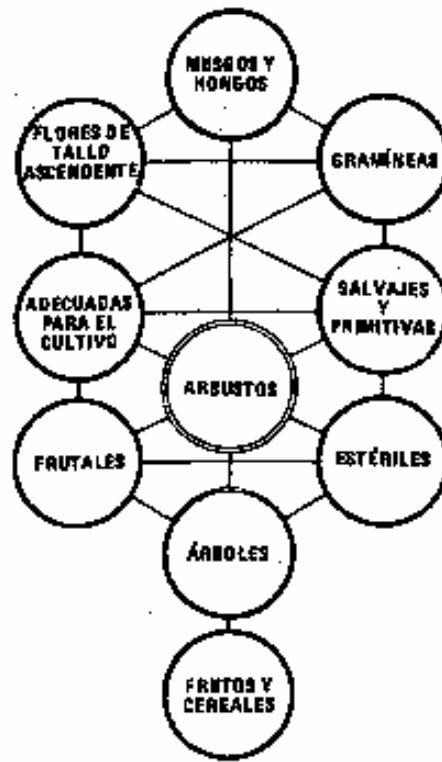 MUSGOS Y
HONGOS
FLORES DE
TALLO
ASCENDENTE
GRAMÍNEAS
ADECUADAS
PARA EL
CULTIVO
SALVAJES
Y
PRIMITIVAS
ARBUSTOS
FRUTALES
ESTÉRILES
ÁRBOLES
FRUTOS Y
CEREALES